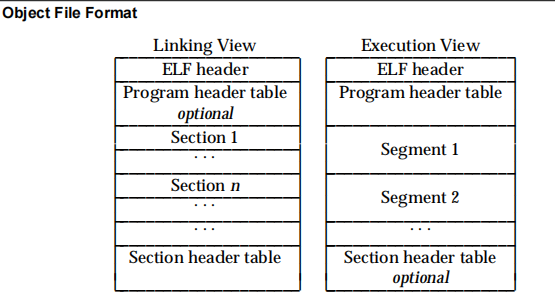 Object File Format
Linking View
ELF header
Program header table
optional
Section 1
. . .
Section n
. . .
. . .
Section header table
Execution View
ELF header
Program header table
Segment 1
Segment 2
. . .
Section header table
optional